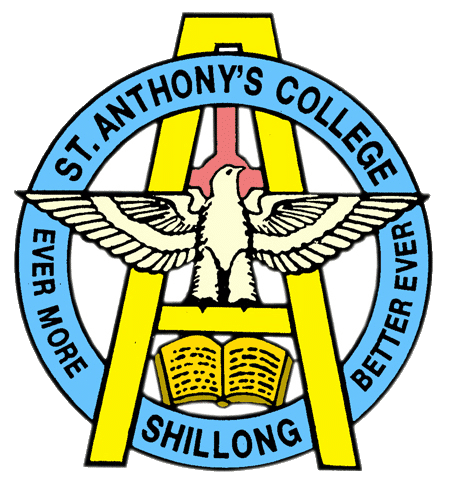 ST. ANTHONY'S COLLEGE
EVER MORE
BETTER EVER
SHILLONG